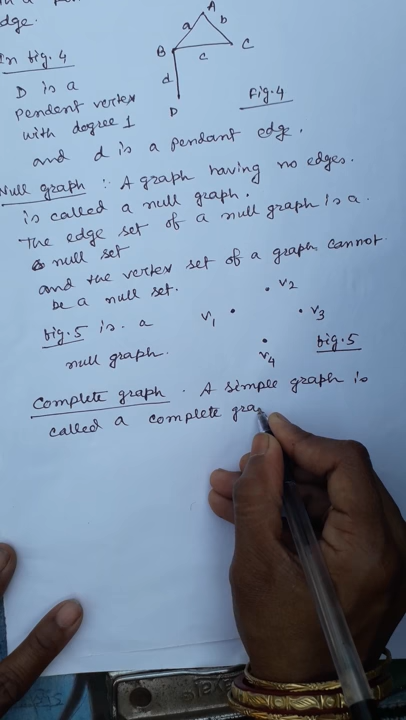 edge.
In fig. 4
D is a
pendent vertex
with degree 1
and d is a pendant edge.
A
a
b
B
c
C
d
D
Fig. 4
Null graph :- A graph having no edges.
is called a null graph.
The edge set of a null graph is a.
null set
and the vertex set of a graph cannot.
be a null set.
fig. 5 is a
null graph.
V1
V2
V3
V4
fig. 5
Complete graph . A simple graph is
called a complete gra